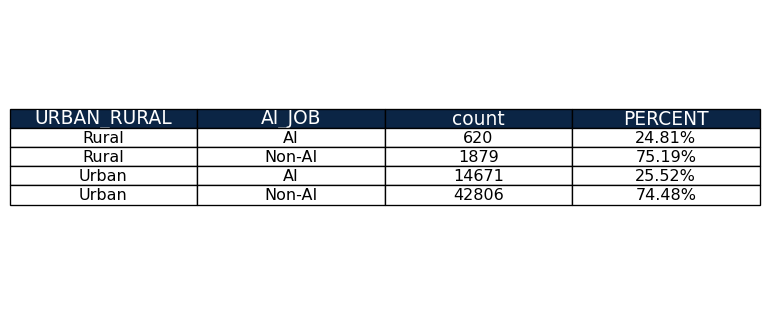 URBAN_RURAL AI_JOB count PERCENT
Rural AI 620 24.81%
Rural Non-AI 1879 75.19%
Urban AI 14671 25.52%
Urban Non-AI 42806 74.48%